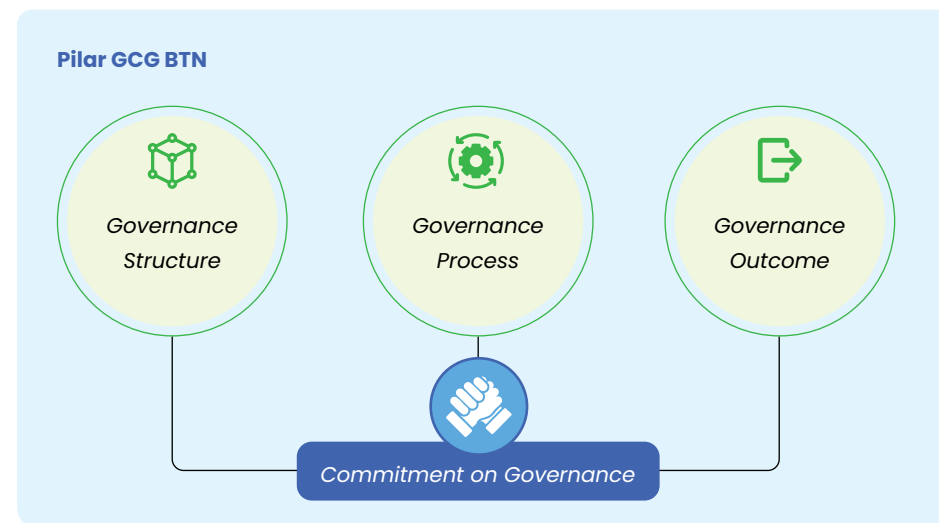 Pilar GCG BTN
Governance
Structure
Governance
Process
Governance
Outcome
Commitment on Governance